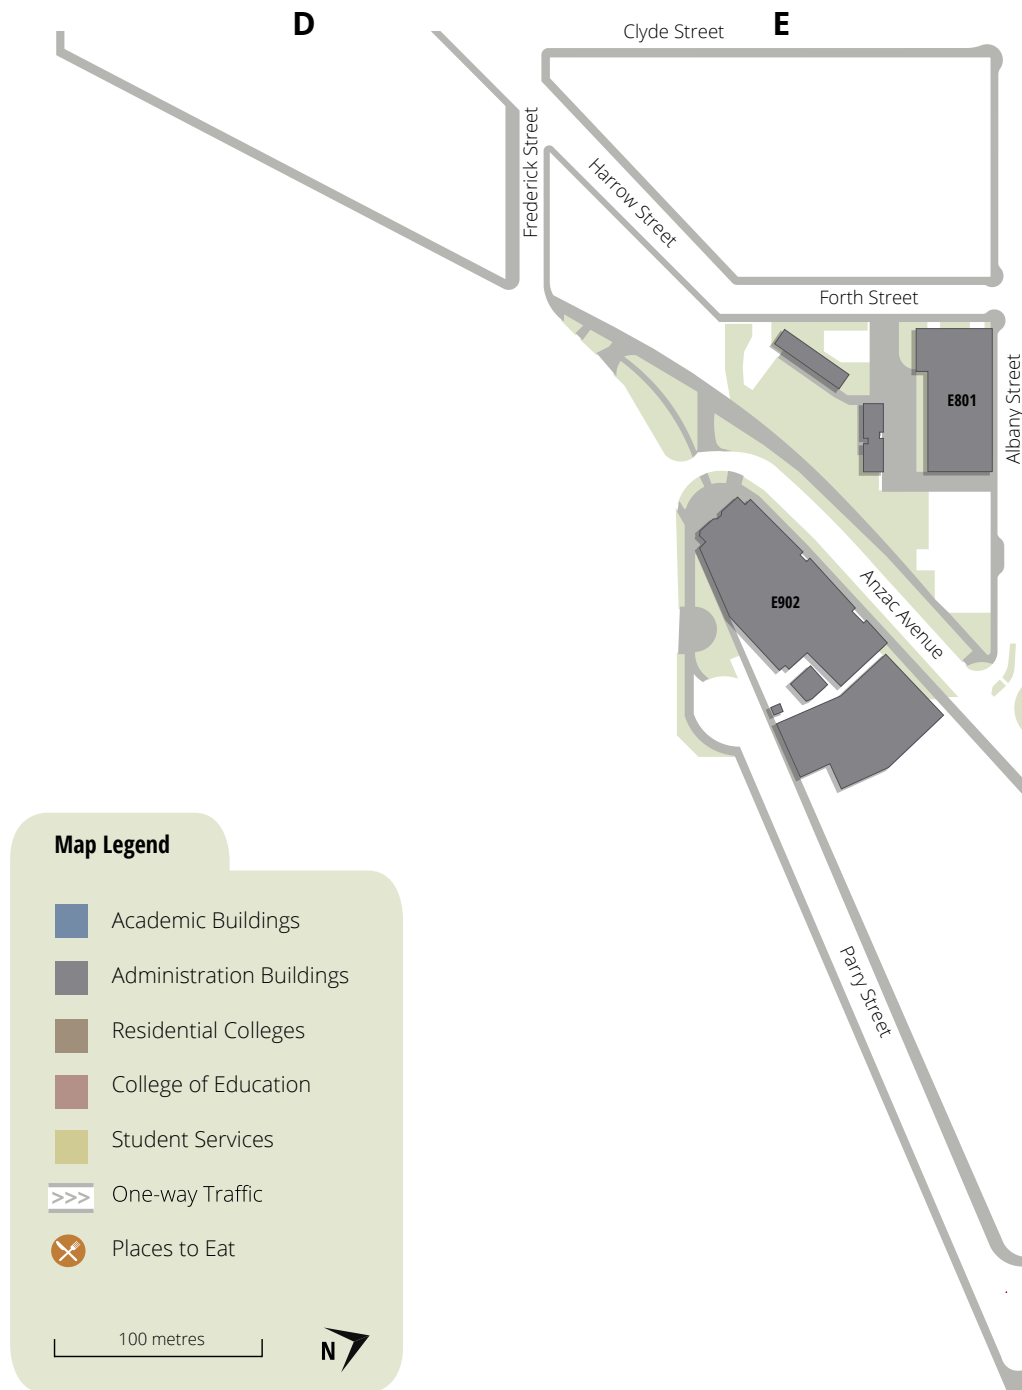 D
E
Clyde Street
Frederick Street
Harrow Street
Forth Street
Albany Street
E801
E902
Anzac Avenue
Parry Street
Map Legend
Academic Buildings
Administration Buildings
Residential Colleges
College of Education
Student Services
>>> One-way Traffic
Places to Eat
100 metres
N